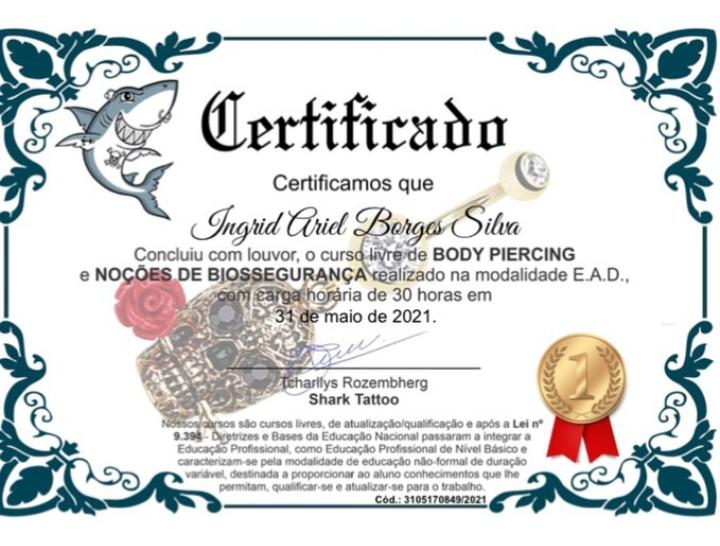 Certificado
Certificamos que
Ingrid Ariel Borges Silva
Concluiu com louvor, o curso livre de BODY PIERCING
e NOÇÕES DE BIOSSEGURANÇA realizado na modalidade E.A.D.,
com carga horária de 30 horas em
31 de maio de 2021.
Tcharllys Rozembherg
Shark Tattoo
Nossos cursos são cursos livres, de atualização/qualificação e após a Lei nº
9.394 - Diretrizes e Bases da Educação Nacional passaram a integrar a
Educação Profissional, como Educação Profissional de Nível Básico e
caracterizam-se pela modalidade de educação não-formal de duração
variável, destinada a proporcionar ao aluno conhecimentos que lhe
permitam, qualificar-se e atualizar-se para o trabalho.
Cód.: 3105170849/2021
1